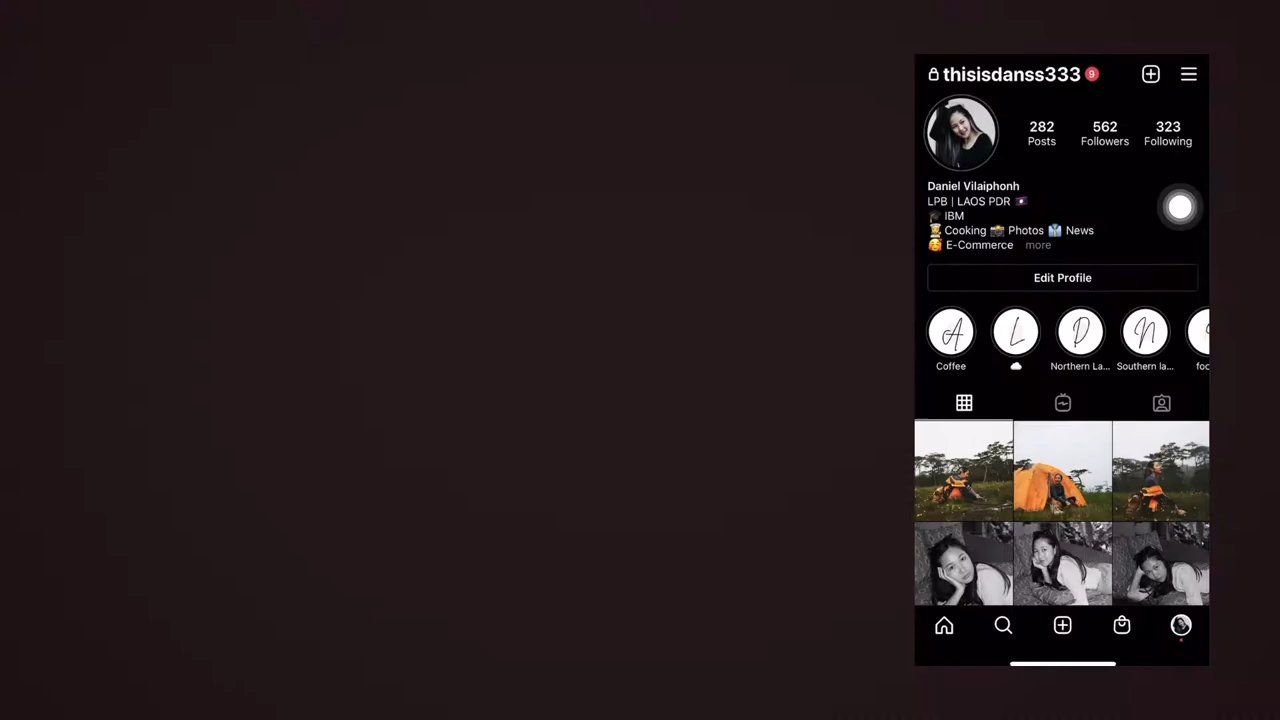 thisisdanss333 9
282 562 323
Posts Followers Following
Daniel Vilaiphonh
LPB | LAOS PDR
IBM
Cooking Photos News
E-Commerce more
Edit Profile
A L D N
Coffee Northern La... Southern la... foo